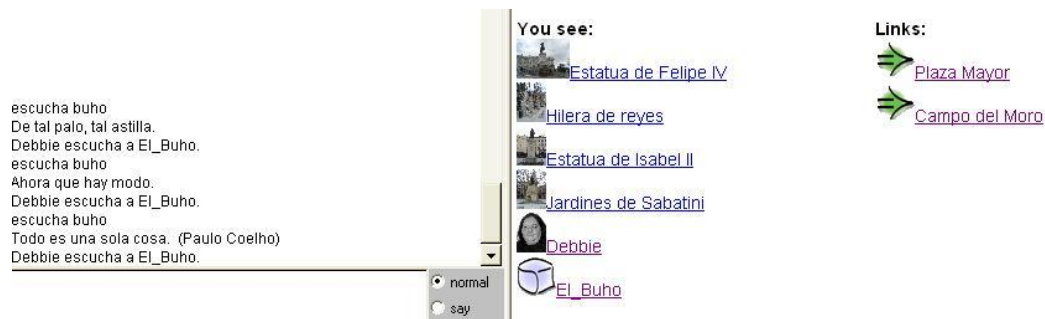 escucha buho
De tal palo, tal astilla.
Debbie escucha a El_Buho.
escucha buho
Ahora que hay modo.
Debbie escucha a El_Buho.
escucha buho
Todo es una sola cosa. (Paulo Coelho)
Debbie escucha a El_Buho.
normal
say
You see:
Estatua de Felipe IV
Hilera de reyes
Estatua de Isabel II
Jardines de Sabatini
Debbie
El_Buho
Links:
Plaza Mayor
Campo del Moro